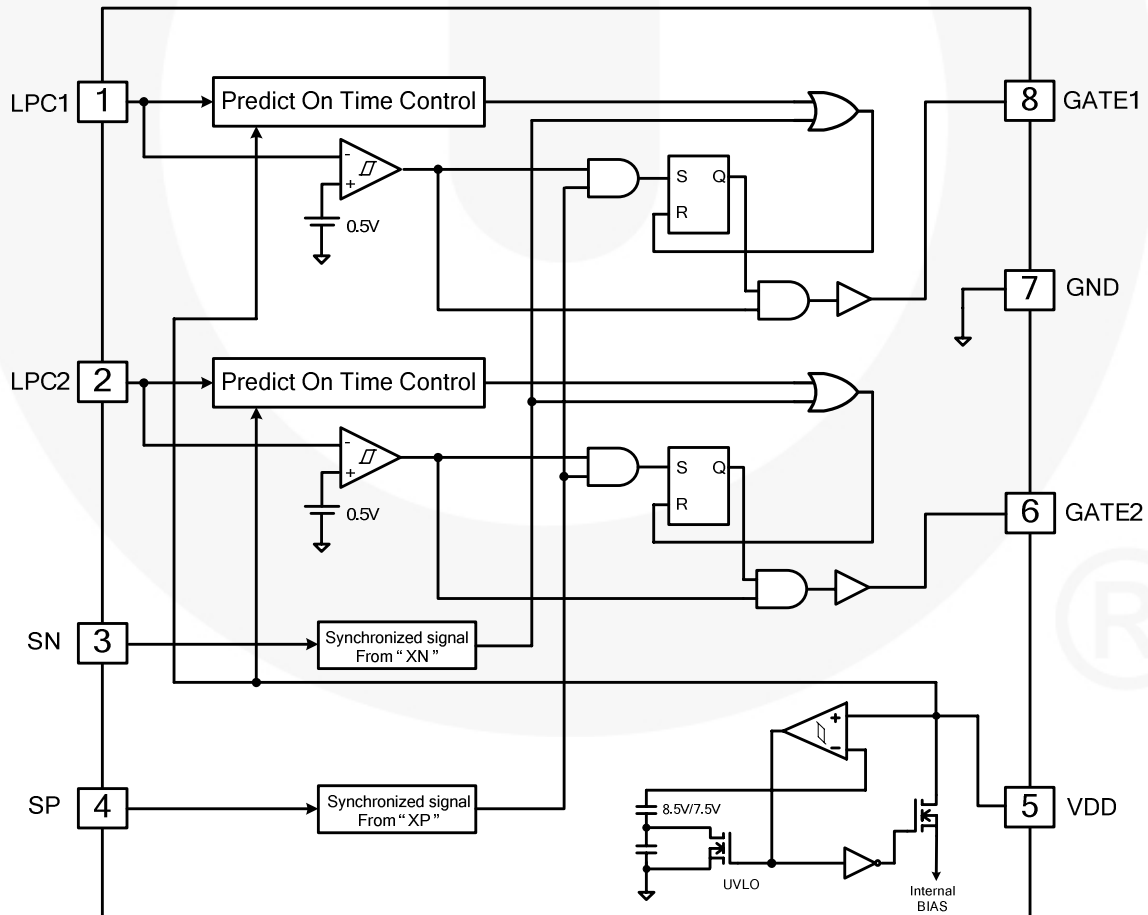 LPC1
1
Predict On Time Control
8
GATE1
-
+
0.5V
S
Q
R
7
GND
LPC2
2
Predict On Time Control
-
+
0.5V
S
Q
R
6
GATE2
®
SN
3
Synchronized signal
From “ XN ”
SP
4
Synchronized signal
From “ XP ”
+
-
8.5V/7.5V
5
VDD
UVLO
Internal
BIAS